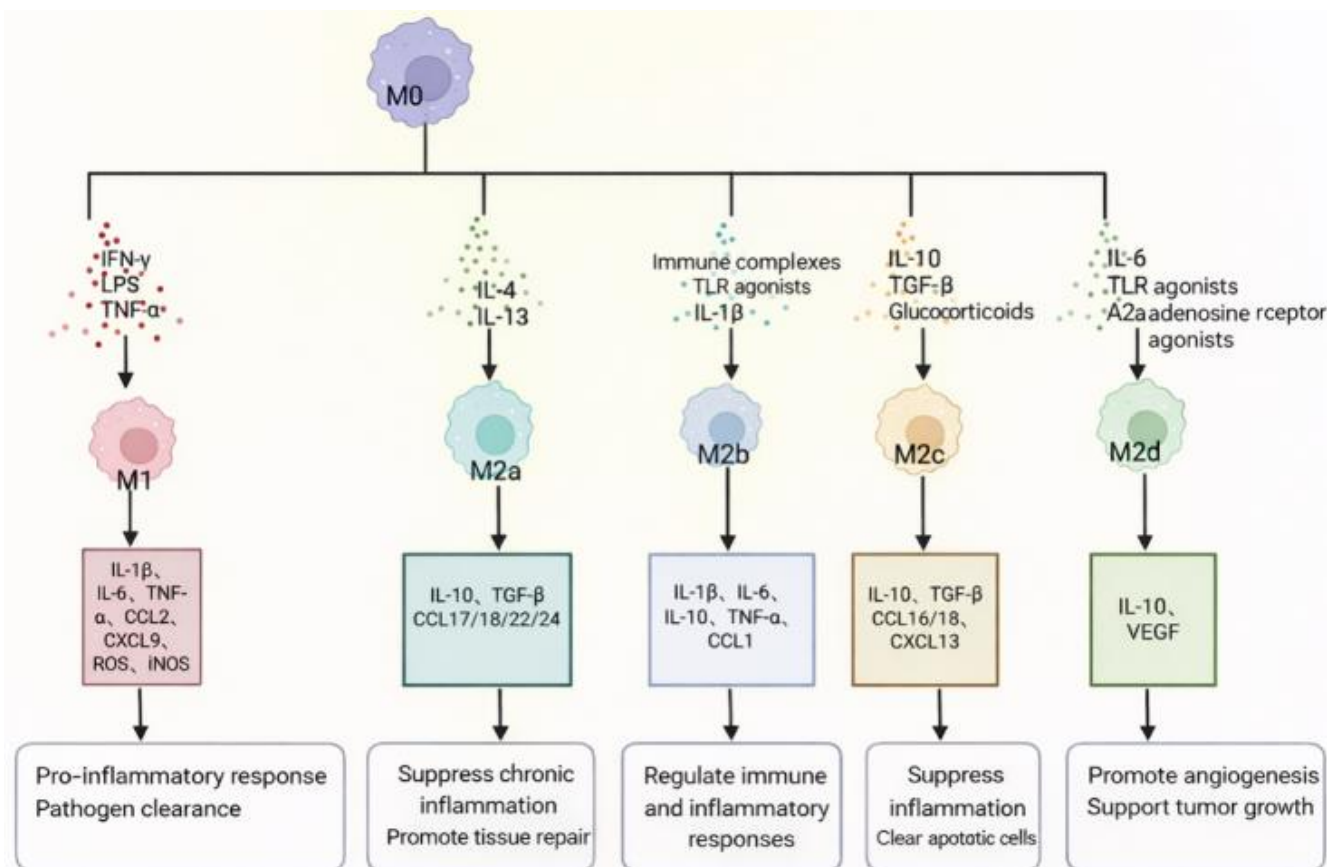 M0
IFN-γ
LPS
TNF-α
IL-4
IL-13
Immune complexes
TLR agonists
IL-1β
IL-10
TGF-β
Glucocorticoids
IL-6
TLR agonists
A2a adenosine rceptor
agonists
M1
M2a
M2b
M2c
M2d
IL-1β、
IL-6、TNF-
α、CCL2、
CXCL9、
ROS、iNOS
IL-10、TGF-β
CCL17/18/22/24
IL-1β、IL-6、
IL-10、TNF-α、
CCL1
IL-10、TGF-β
CCL16/18、
CXCL13
IL-10、
VEGF
Pro-inflammatory response
Pathogen clearance
Suppress chronic
inflammation
Promote tissue repair
Regulate immune
and inflammatory
responses
Suppress
inflammation
Clear apototic cells
Promote angiogenesis
Support tumor growth